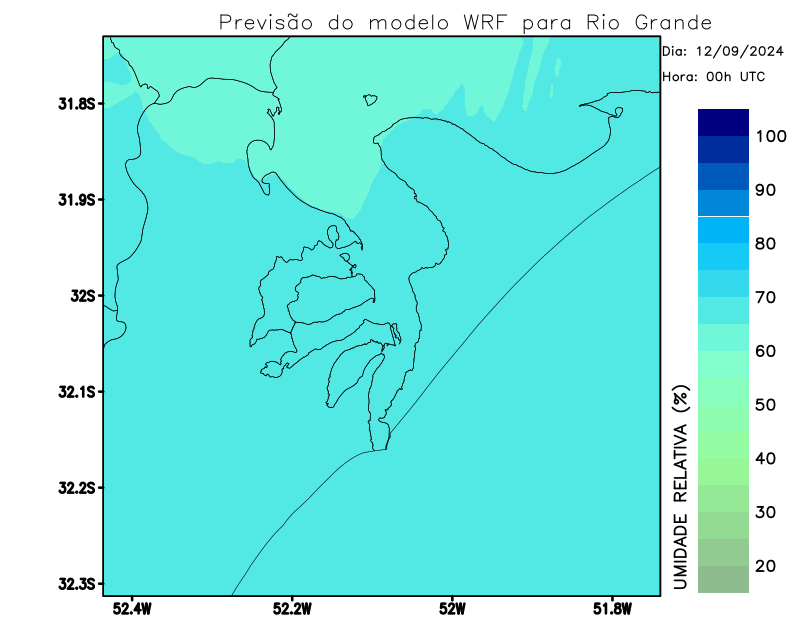 Previsão do modelo WRF para Rio Grande
Dia: 12/09/2024
Hora: 00h UTC
31.8S
31.9S
32S
32.1S
32.2S
32.3S
52.4W
52.2W
52W
51.8W
100
90
80
70
60
50
40
30
20
UMIDADE RELATIVA (%)